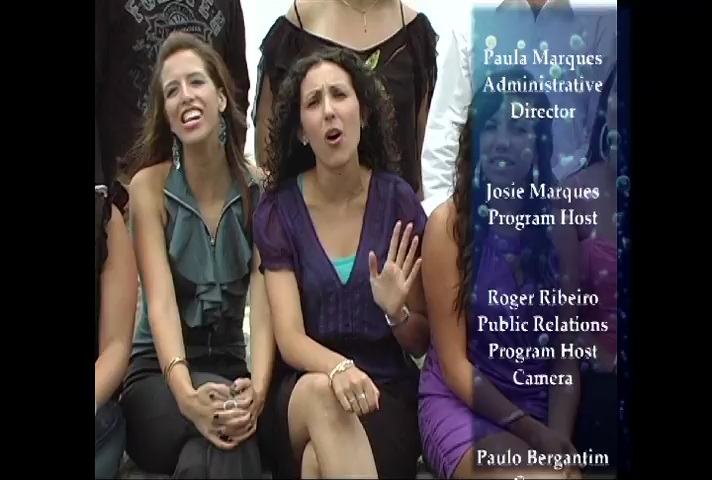 Paula Marques
Administrative
Director
Josie Marques
Program Host
Roger Ribeiro
Public Relations
Program Host
Camera
Paulo Bergantim